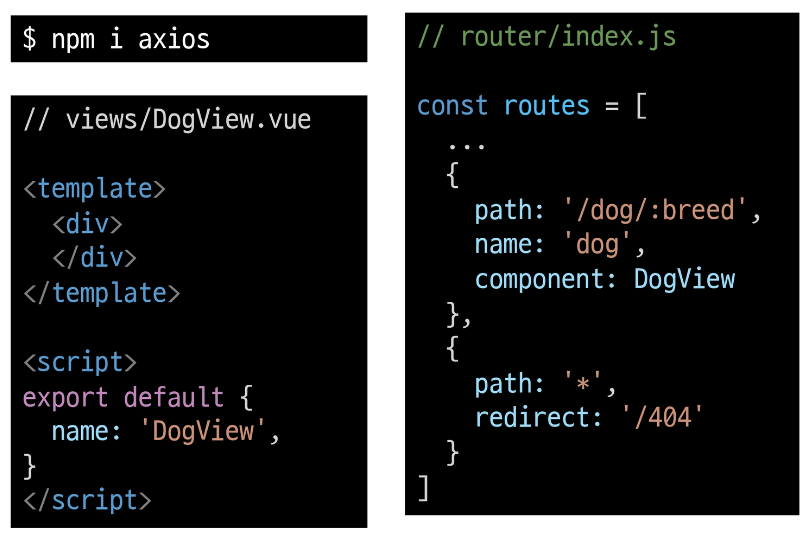 $ npm i axios
// views/DogView.vue
<template>
  <div>
  </div>
</template>
<script>
export default {
  name: 'DogView',
}
</script>
// router/index.js
const routes = [
  ...
  {
    path: '/dog/:breed',
    name: 'dog',
    component: DogView
  },
  {
    path: '*',
    redirect: '/404'
  }
]